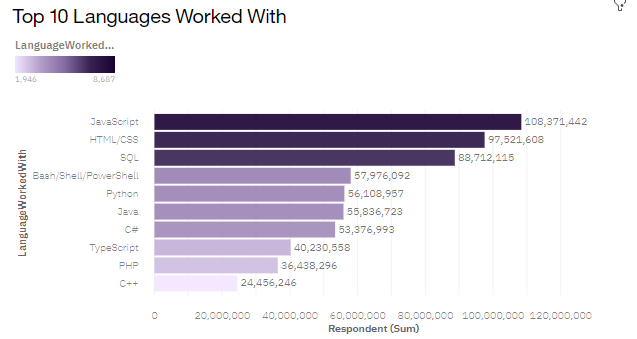 Top 10 Languages Worked With
LanguageWorked...
1,946 8,687
LanguageWorkedWith
JavaScript 108,371,442
HTML/CSS 97,521,608
SQL 88,712,115
Bash/Shell/PowerShell 57,976,092
Python 56,108,957
Java 55,836,723
C# 53,376,993
TypeScript 40,230,558
PHP 36,438,296
C++ 24,456,246
0 20,000,000 40,000,000 60,000,000 80,000,000 100,000,000 120,000,000
Respondent (Sum)